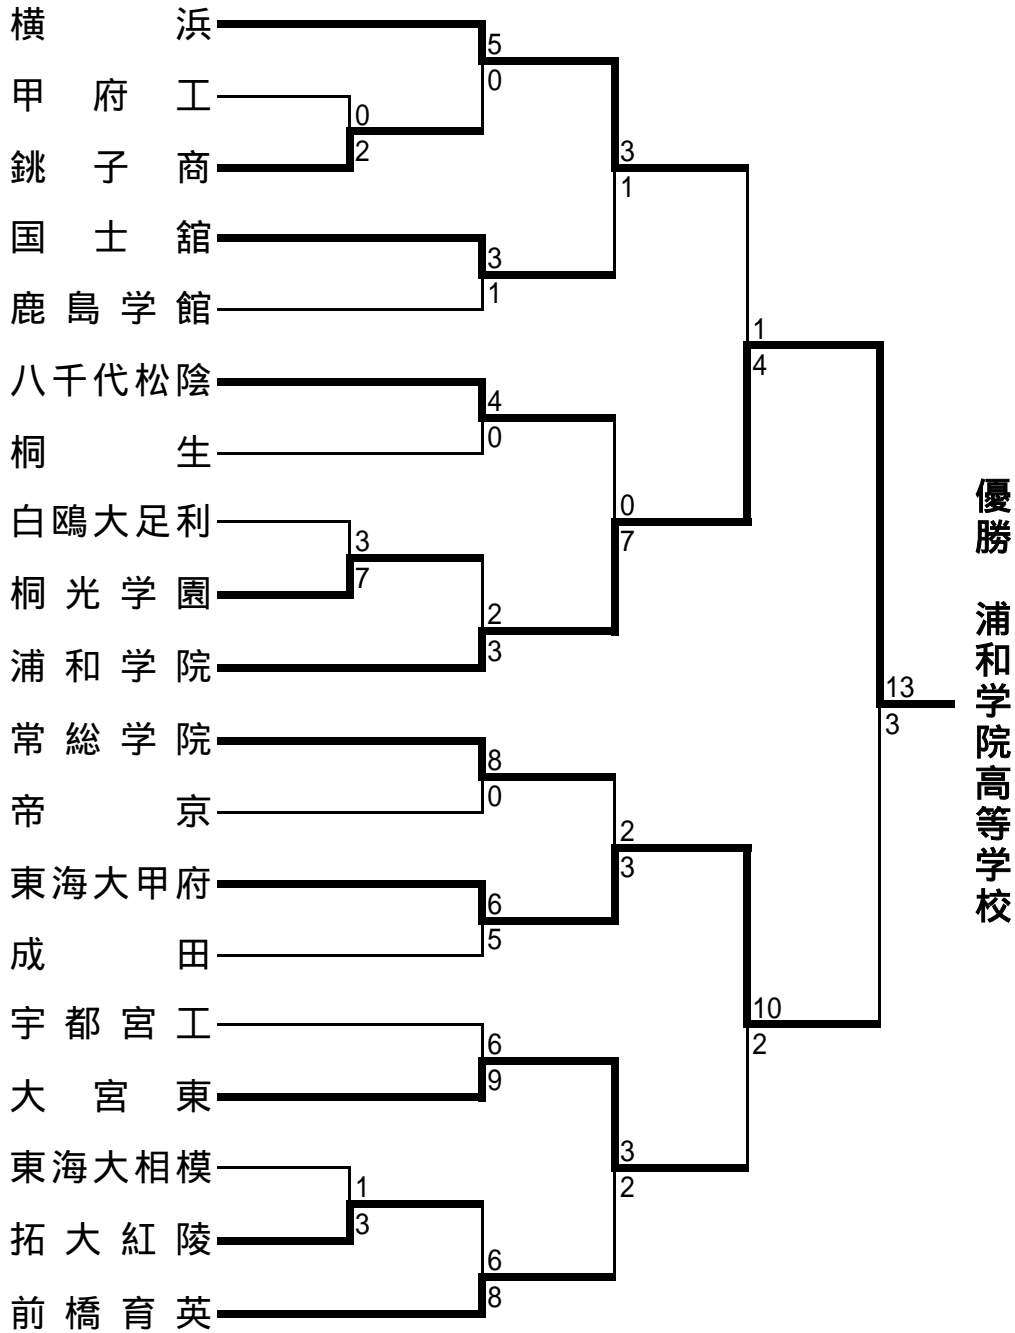 横浜
5
0
甲府工
0
2
銚子商
3
1
国士舘
3
1
鹿島学館
1
4
八千代松陰
4
0
桐生
0
7
白鴎大足利
3
7
桐光学園
2
3
浦和学院
13
3
常総学院
8
0
帝京
2
3
東海大甲府
6
5
成田
10
2
宇都宮工
6
9
大宮東
3
2
東海大相模
1
3
拓大紅陵
6
8
前橋育英
優勝 浦和学院高等学校